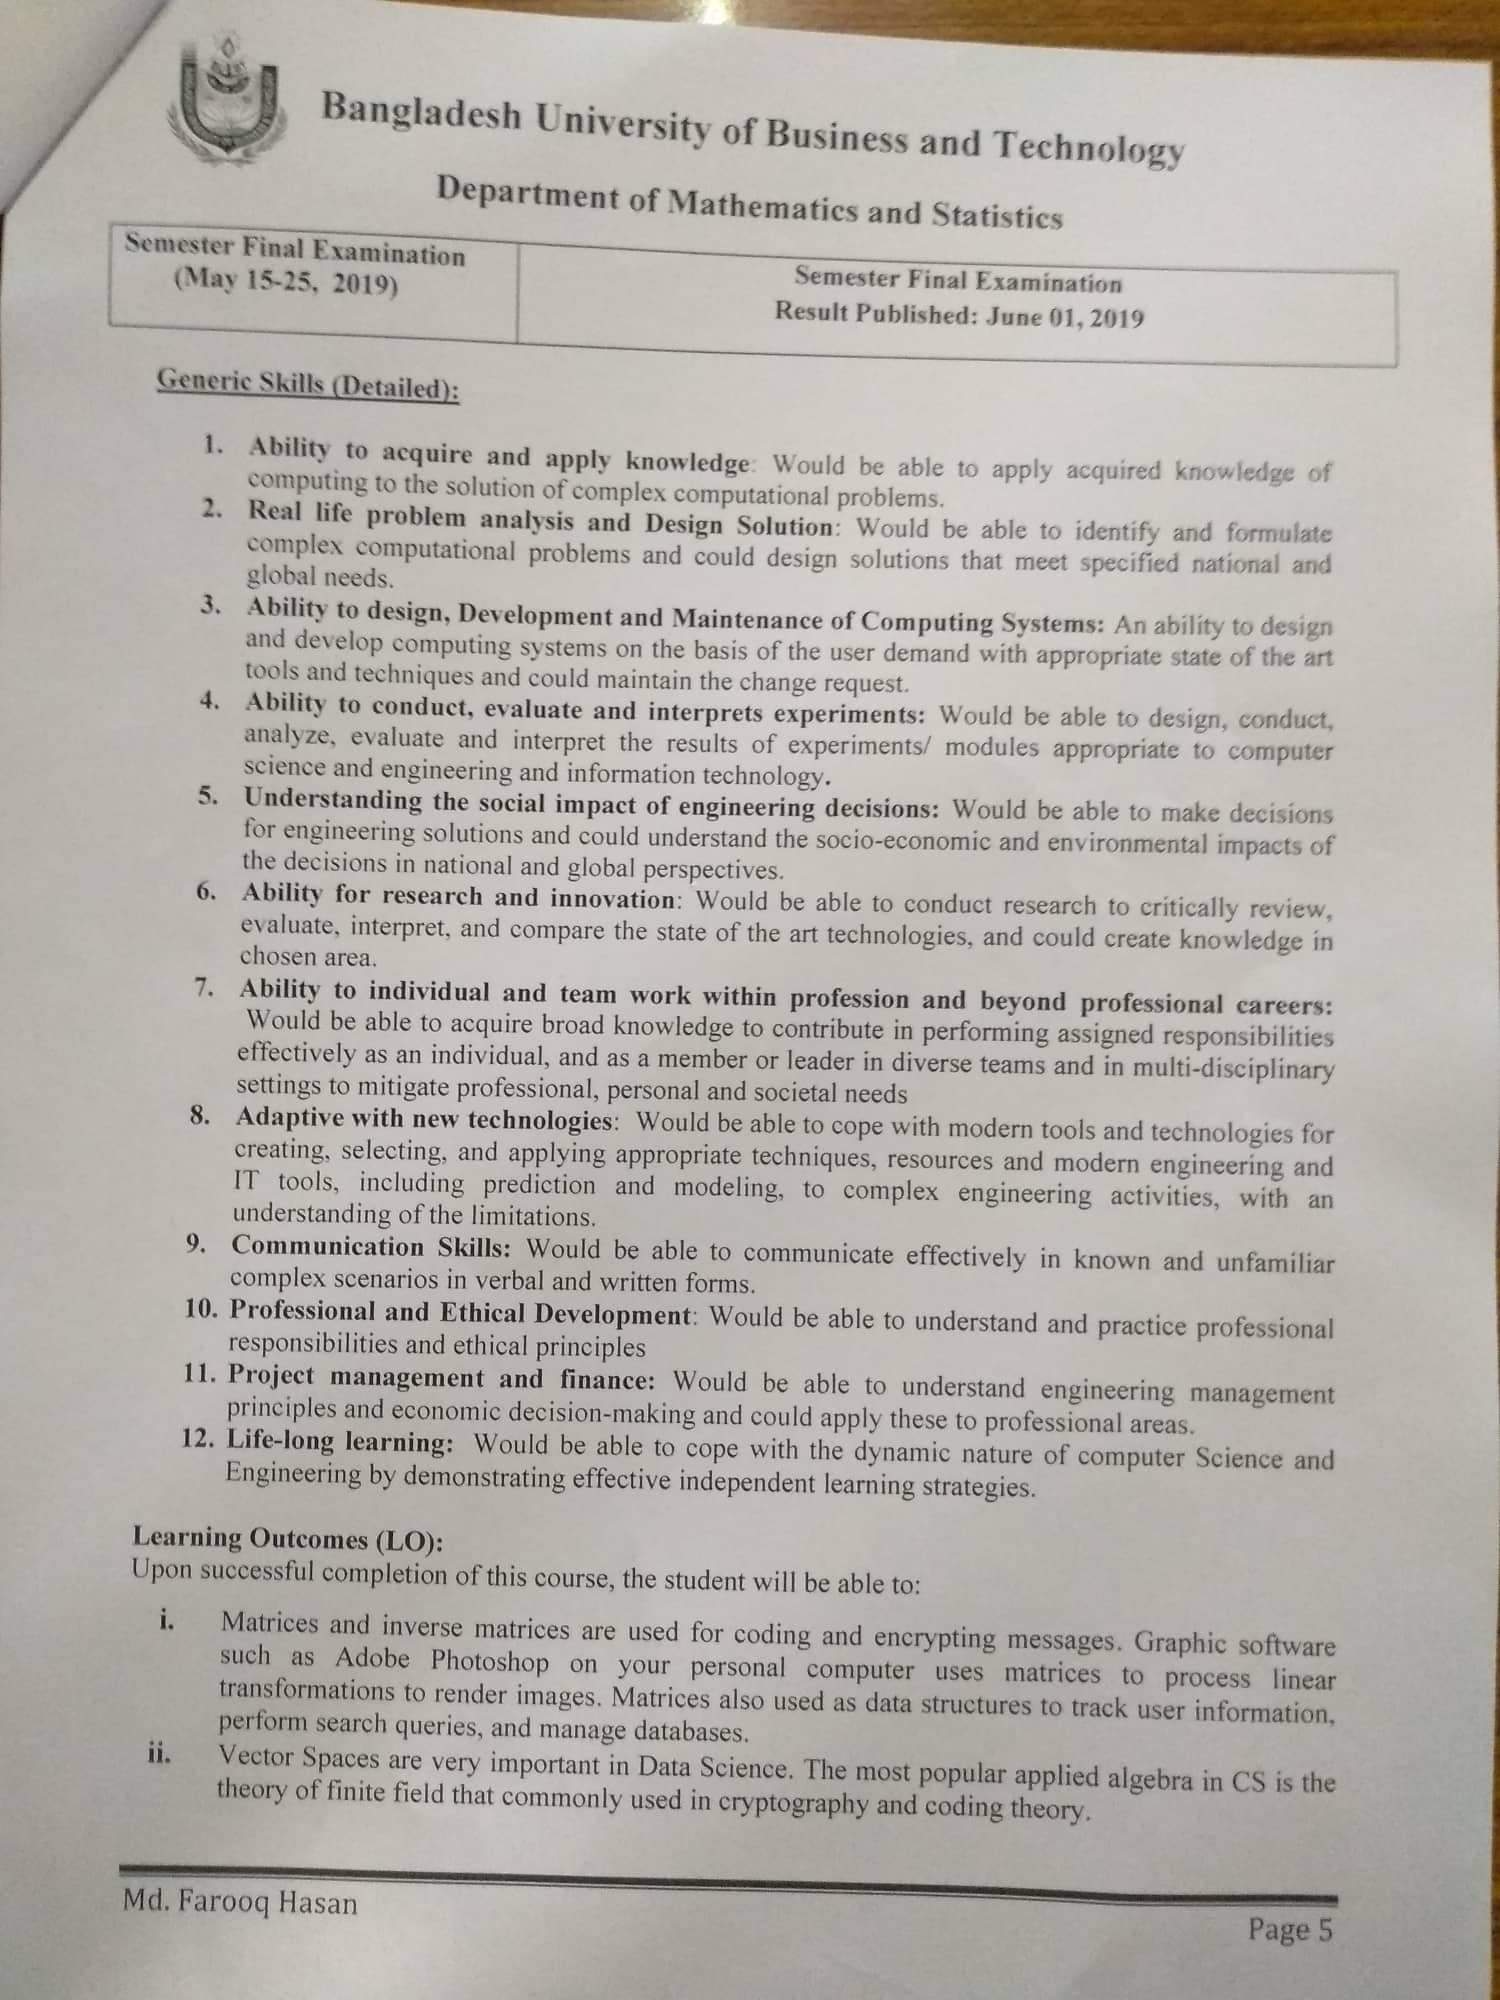 Bangladesh University of Business and Technology
Department of Mathematics and Statistics
Semester Final Examination
(May 15-25, 2019)
Semester Final Examination
Result Published: June 01, 2019
Generic Skills (Detailed):
1. Ability to acquire and apply knowledge: Would be able to apply acquired knowledge of
computing to the solution of complex computational problems.
2. Real life problem analysis and Design Solution: Would be able to identify and formulate
complex computational problems and could design solutions that meet specified national and
global needs.
3. Ability to design, Development and Maintenance of Computing Systems: An ability to design
and develop computing systems on the basis of the user demand with appropriate state of the art
tools and techniques and could maintain the change request.
4. Ability to conduct, evaluate and interprets experiments: Would be able to design, conduct,
analyze, evaluate and interpret the results of experiments/ modules appropriate to computer
science and engineering and information technology.
5. Understanding the social impact of engineering decisions: Would be able to make decisions
for engineering solutions and could understand the socio-economic and environmental impacts of
the decisions in national and global perspectives.
6. Ability for research and innovation: Would be able to conduct research to critically review,
evaluate, interpret, and compare the state of the art technologies, and could create knowledge in
chosen area.
7. Ability to individual and team work within profession and beyond professional careers:
Would be able to acquire broad knowledge to contribute in performing assigned responsibilities
effectively as an individual, and as a member or leader in diverse teams and in multi-disciplinary
settings to mitigate professional, personal and societal needs
8. Adaptive with new technologies: Would be able to cope with modern tools and technologies for
creating, selecting, and applying appropriate techniques, resources and modern engineering and
IT tools, including prediction and modeling, to complex engineering activities, with an
understanding of the limitations.
9. Communication Skills: Would be able to communicate effectively in known and unfamiliar
complex scenarios in verbal and written forms.
10. Professional and Ethical Development: Would be able to understand and practice professional
responsibilities and ethical principles
11. Project management and finance: Would be able to understand engineering management
principles and economic decision-making and could apply these to professional areas.
12. Life-long learning: Would be able to cope with the dynamic nature of computer Science and
Engineering by demonstrating effective independent learning strategies.
Learning Outcomes (LO):
Upon successful completion of this course, the student will be able to:
i. Matrices and inverse matrices are used for coding and encrypting messages. Graphic software
such as Adobe Photoshop on your personal computer uses matrices to process linear
transformations to render images. Matrices also used as data structures to track user information,
perform search queries, and manage databases.
ii. Vector Spaces are very important in Data Science. The most popular applied algebra in CS is the
theory of finite field that commonly used in cryptography and coding theory.
Md. Farooq Hasan
Page 5